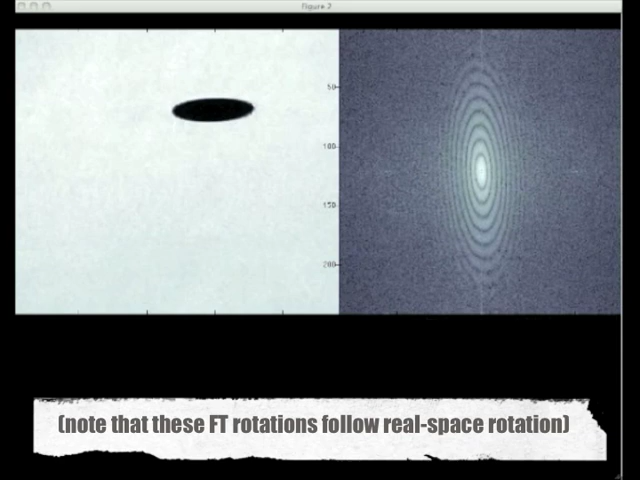 Figure 2
50
100
150
200
(note that these FT rotations follow real-space rotation)